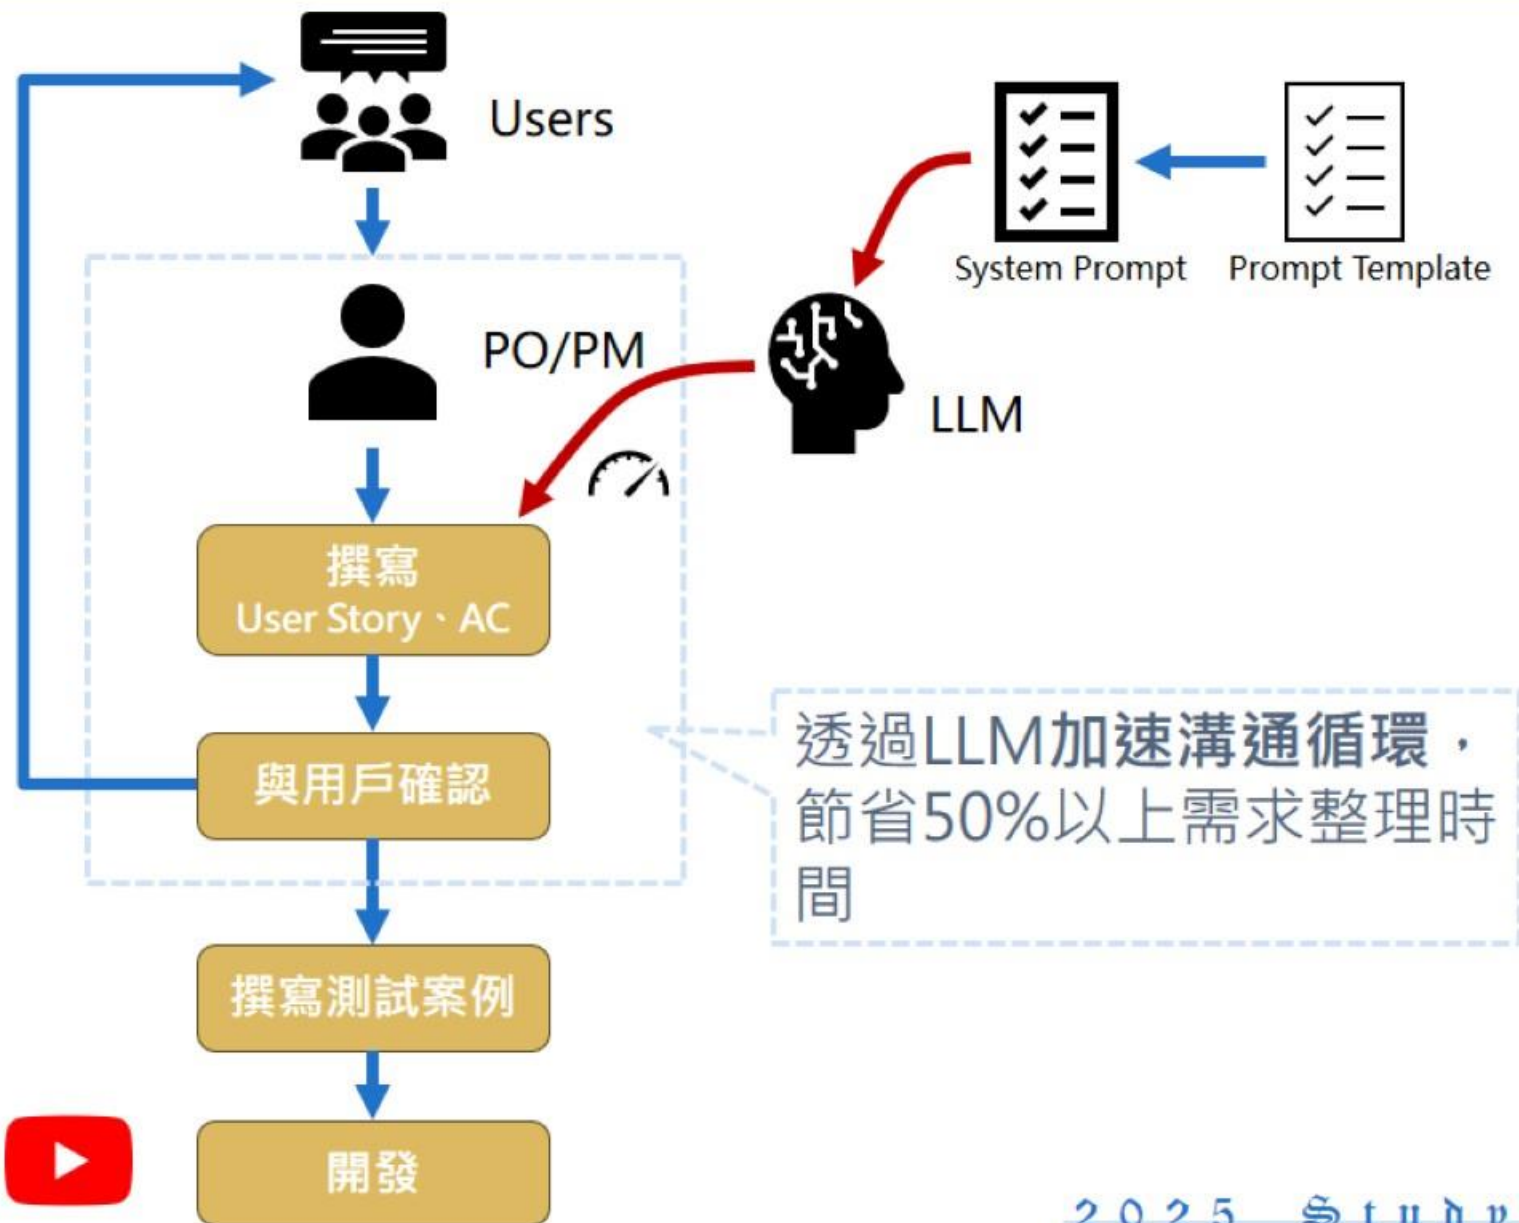 Users
System Prompt
Prompt Template
PO/PM
LLM
撰寫
User Story、AC
與用戶確認
透過LLM加速溝通循環，
節省50%以上需求整理時
間
撰寫測試案例
開發
2025 Study